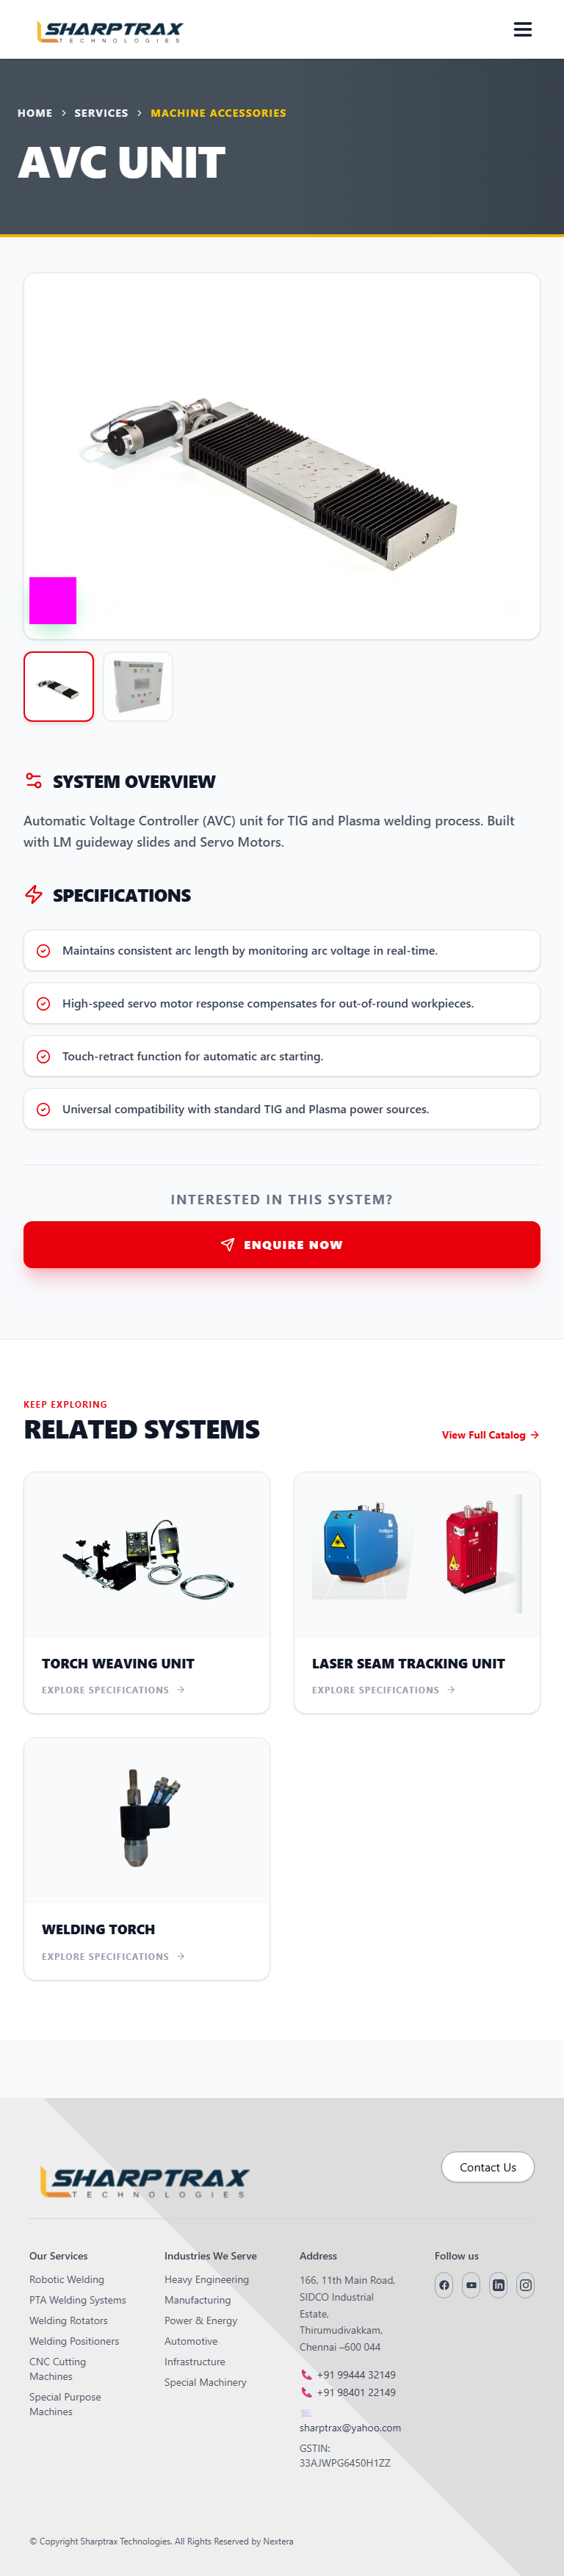 SHARPTRAX
TECHNOLOGIES
HOME > SERVICES > MACHINE ACCESSORIES
AVC UNIT
SYSTEM OVERVIEW
Automatic Voltage Controller (AVC) unit for TIG and Plasma welding process. Built
with LM guideway slides and Servo Motors.
SPECIFICATIONS
Maintains consistent arc length by monitoring arc voltage in real-time.
High-speed servo motor response compensates for out-of-round workpieces.
Touch-retract function for automatic arc starting.
Universal compatibility with standard TIG and Plasma power sources.
INTERESTED IN THIS SYSTEM?
ENQUIRE NOW
KEEP EXPLORING
RELATED SYSTEMS
View Full Catalog →
TORCH WEAVING UNIT
EXPLORE SPECIFICATIONS →
LASER SEAM TRACKING UNIT
EXPLORE SPECIFICATIONS →
WELDING TORCH
EXPLORE SPECIFICATIONS →
SHARPTRAX
TECHNOLOGIES
Contact Us
Our Services
Robotic Welding
PTA Welding Systems
Welding Rotators
Welding Positioners
CNC Cutting
Machines
Special Purpose
Machines
Industries We Serve
Heavy Engineering
Manufacturing
Power & Energy
Automotive
Infrastructure
Special Machinery
Address
166, 11th Main Road,
SIDCO Industrial
Estate,
Thirumudivakkam,
Chennai –600 044
+91 99444 32149
+91 98401 22149
sharptrax@yahoo.com
GSTIN:
33AJWPG6450H1ZZ
Follow us
© Copyright Sharptrax Technologies. All Rights Reserved by Nextera